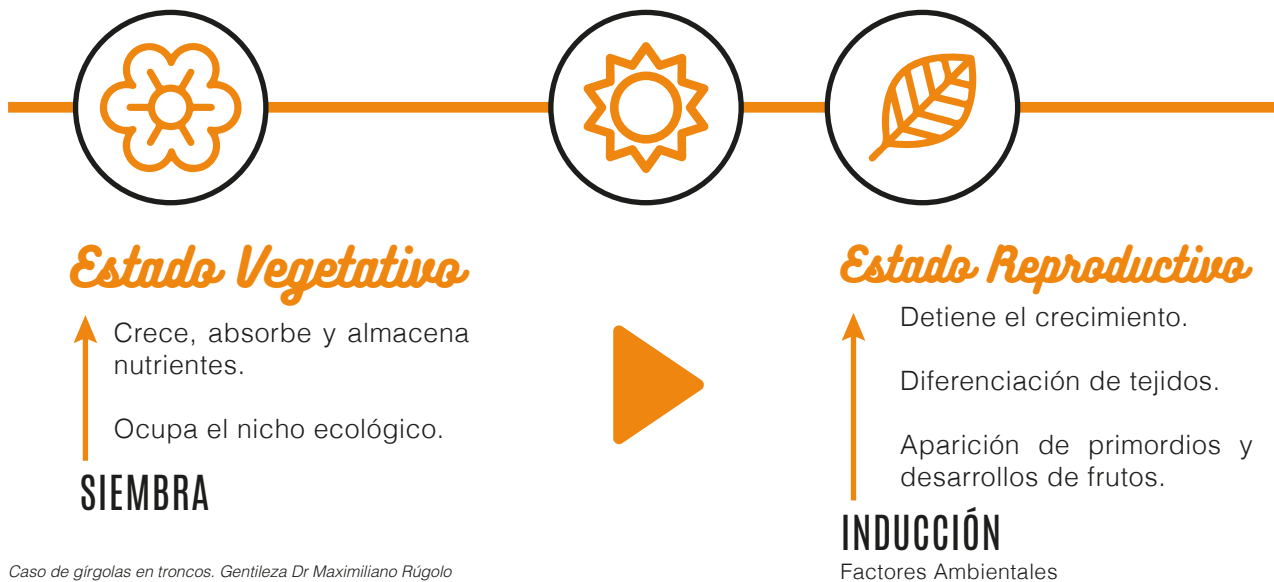 Estado Vegetativo
Crece, absorbe y almacena
nutrientes.
Ocupa el nicho ecológico.
SIEMBRA
Estado Reproductivo
Detiene el crecimiento.
Diferenciación de tejidos.
Aparición de primordios y
desarrollos de frutos.
INDUCCIÓN
Factores Ambientales
Caso de gírgolas en troncos. Gentileza Dr Maximiliano Rúgolo